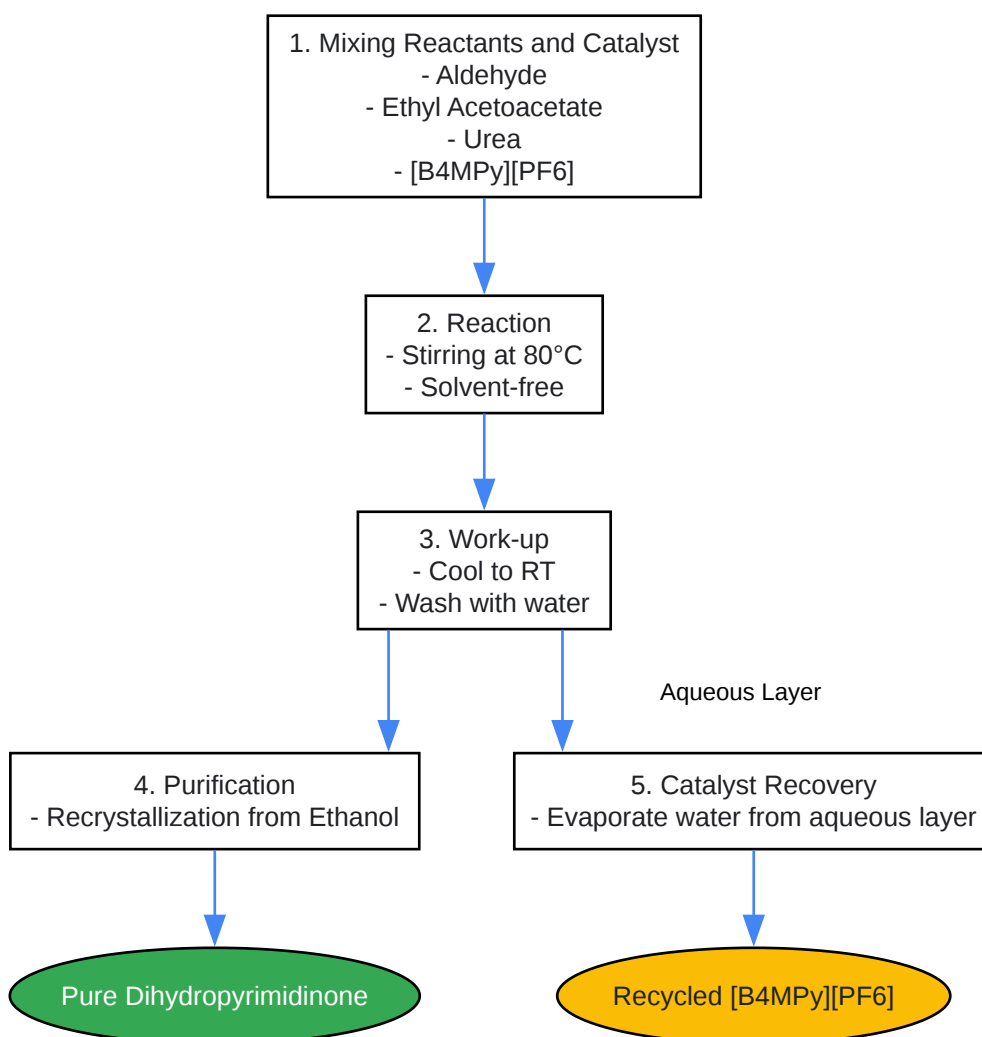 1. Mixing Reactants and Catalyst
- Aldehyde
- Ethyl Acetoacetate
- Urea
- [B4MPy][PF6]
2. Reaction
- Stirring at 80°C
- Solvent-free
3. Work-up
- Cool to RT
- Wash with water
Aqueous Layer
4. Purification
- Recrystallization from Ethanol
5. Catalyst Recovery
- Evaporate water from aqueous layer
Pure Dihydropyrimidinone
Recycled [B4MPy][PF6]